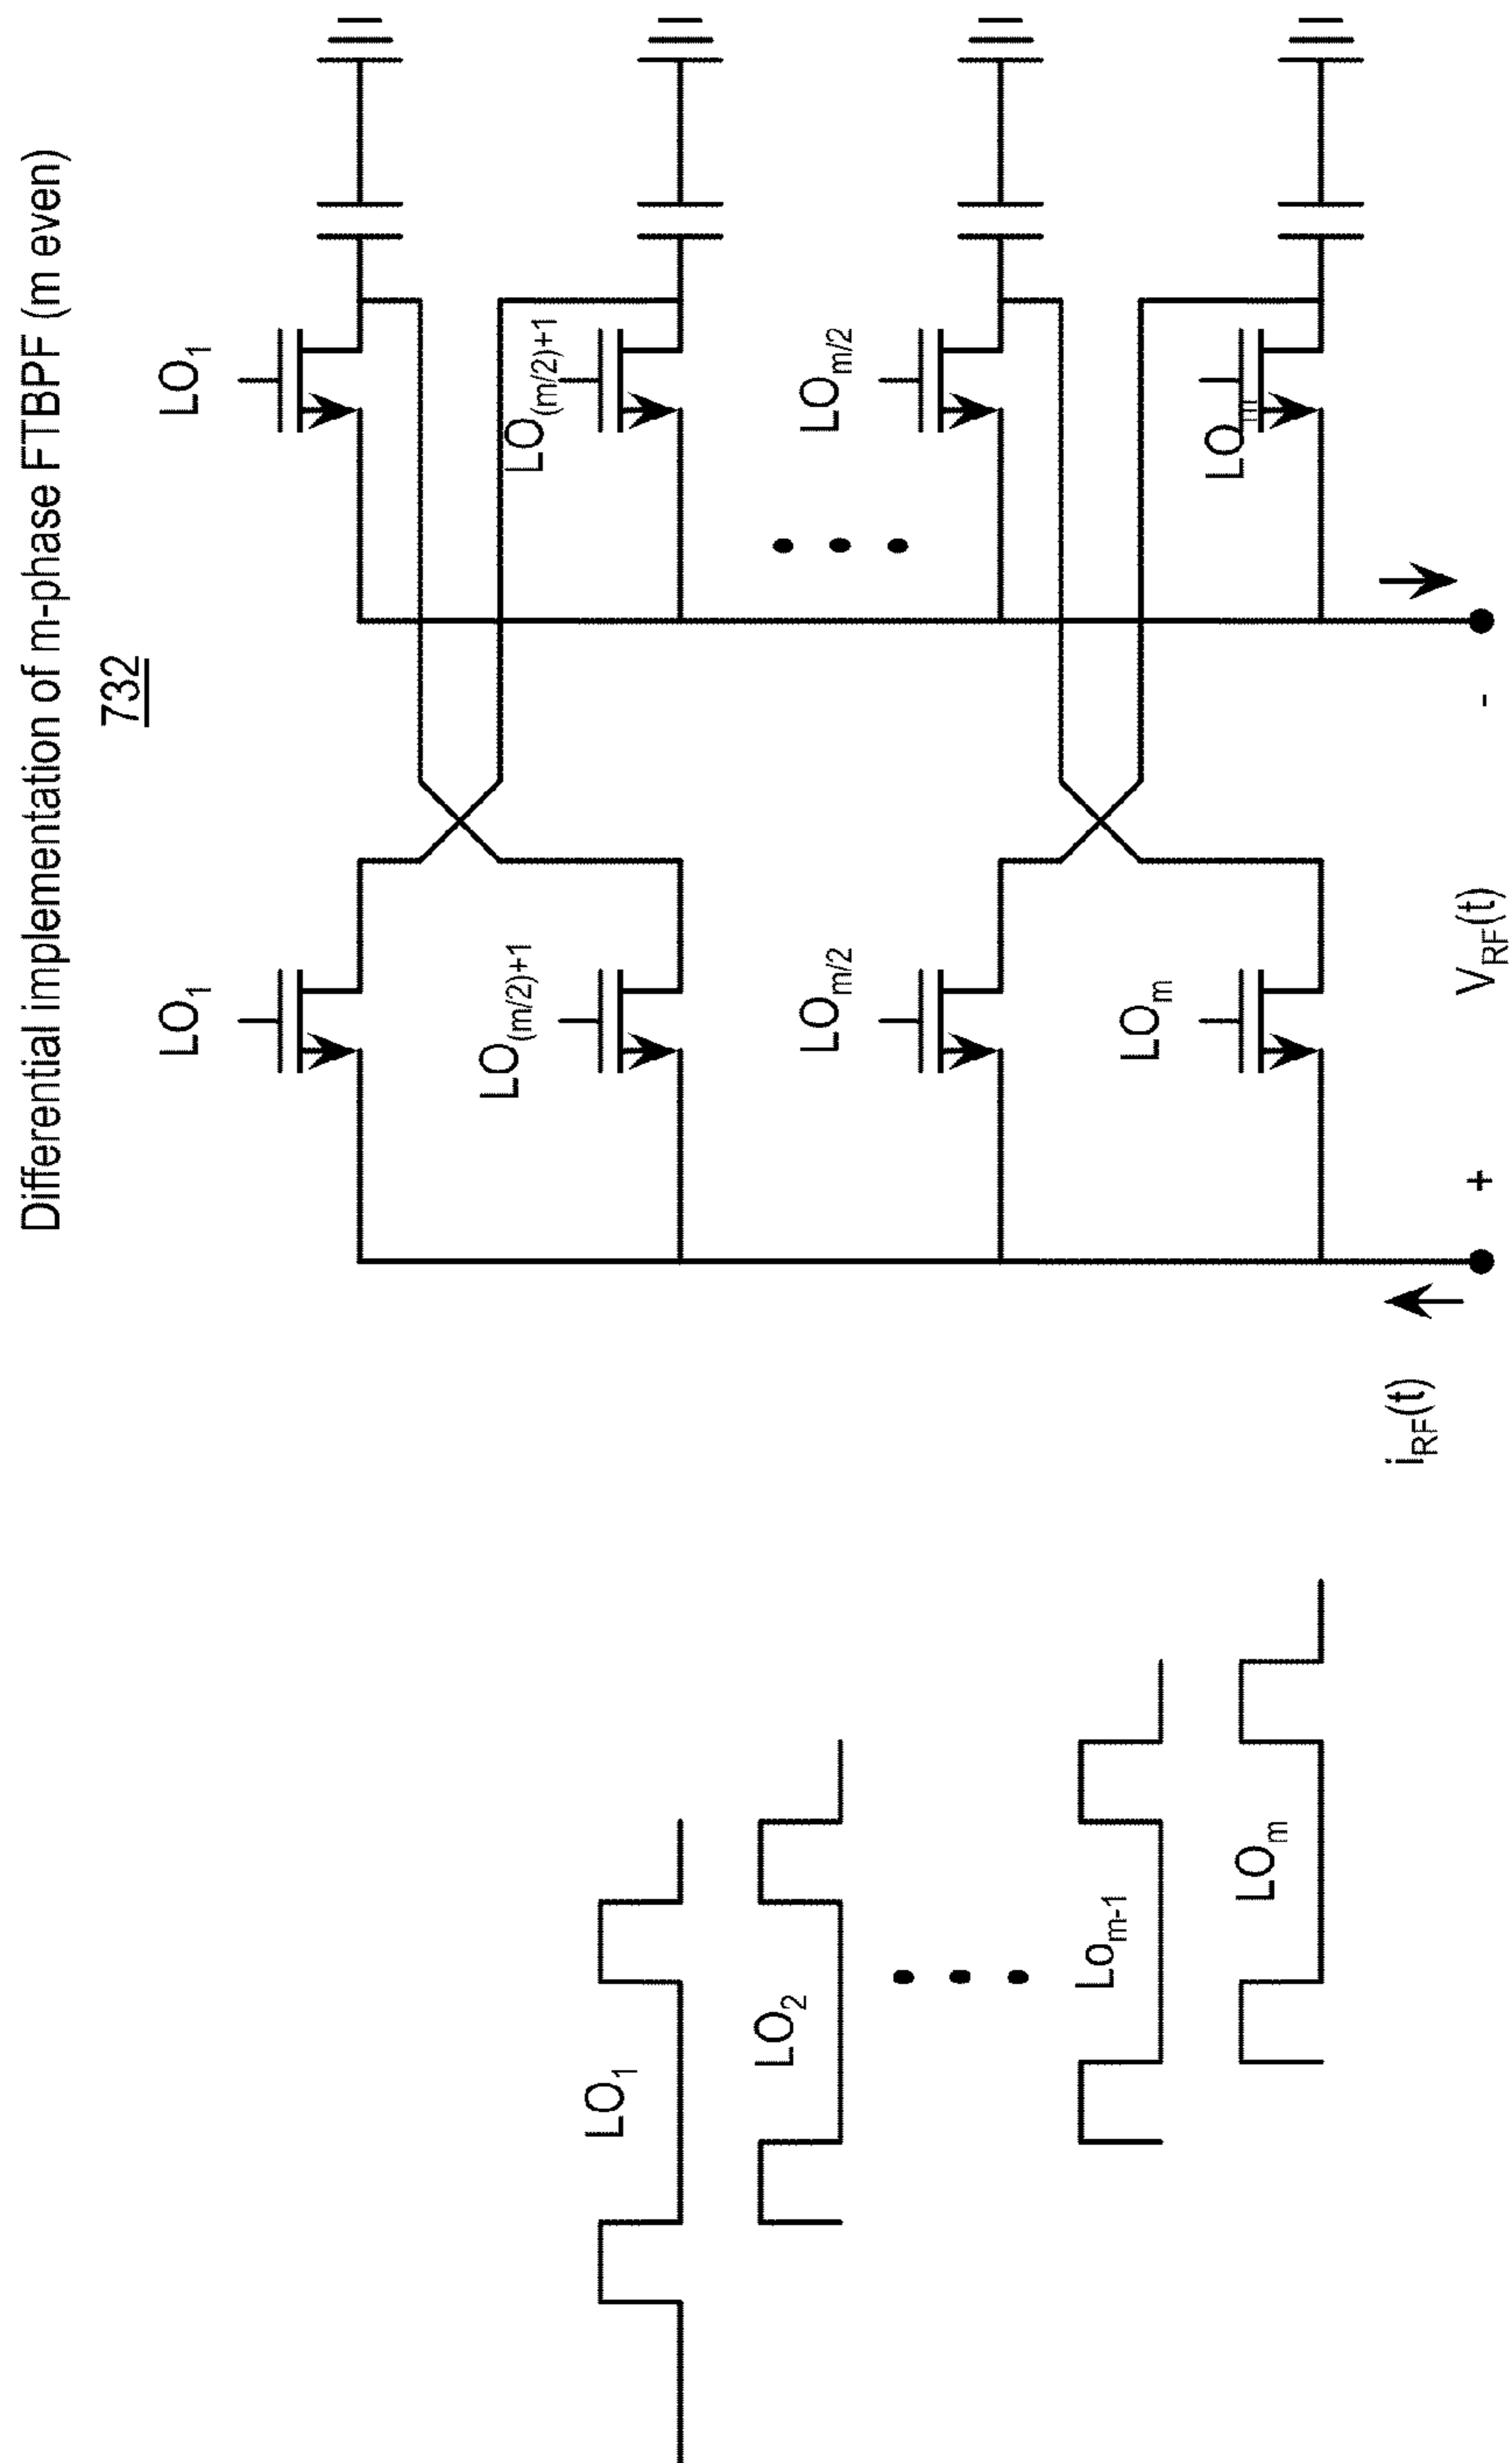 Differential implementation of m-phase FTBPF (m even)
732
LO1
LO(m/2)+1
LOm/2
LOm
LO1
LO(m/2)+1
LOm/2
LOm
iRF(t)
+
VRF(t)
-
LO1
LO2
Lom-1
LOm